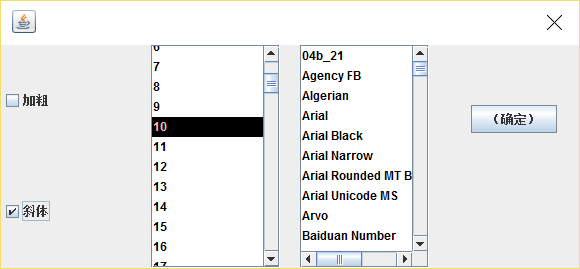 加粗
斜体
6
7
8
9
10
11
12
13
14
15
16
17
04b_21
Agency FB
Algerian
Arial
Arial Black
Arial Narrow
Arial Rounded MT B
Arial Unicode MS
Arvo
Baiduan Number
（确定）